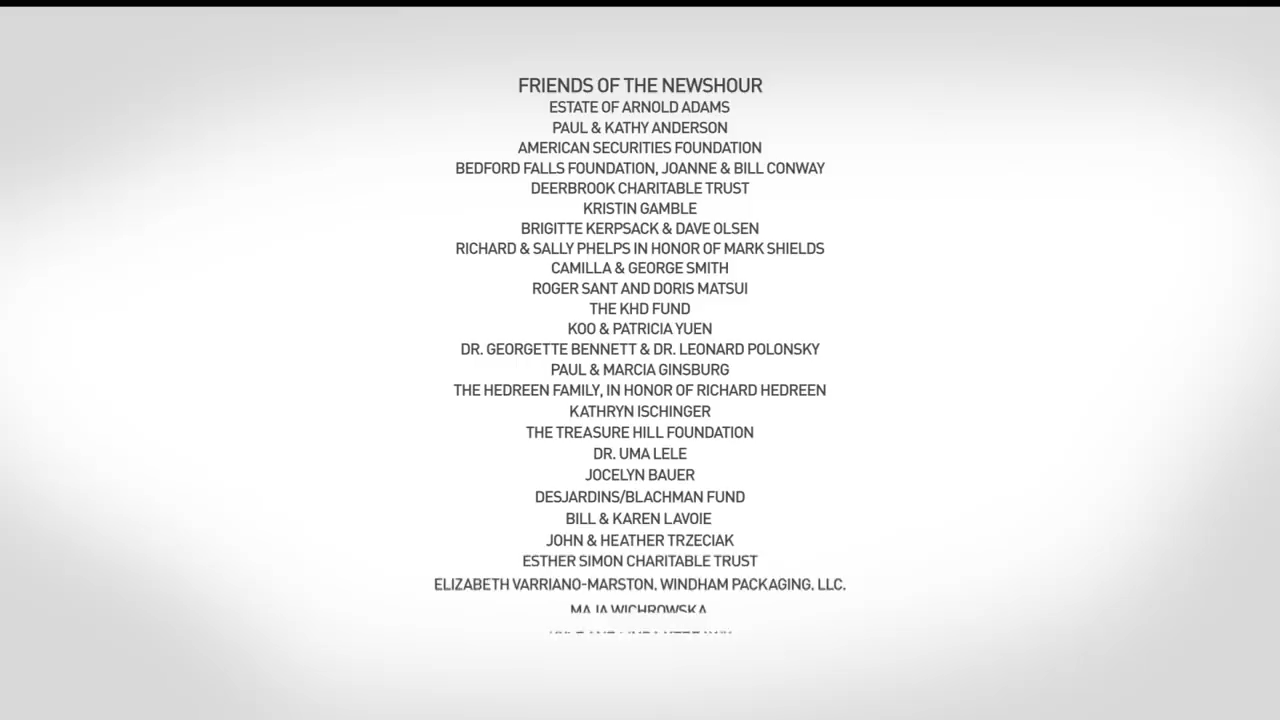 FRIENDS OF THE NEWSHOUR
ESTATE OF ARNOLD ADAMS
PAUL & KATHY ANDERSON
AMERICAN SECURITIES FOUNDATION
BEDFORD FALLS FOUNDATION, JOANNE & BILL CONWAY
DEERBROOK CHARITABLE TRUST
KRISTIN GAMBLE
BRIGITTE KERPSACK & DAVE OLSEN
RICHARD & SALLY PHELPS IN HONOR OF MARK SHIELDS
CAMILLA & GEORGE SMITH
ROGER SANT AND DORIS MATSUI
THE KHD FUND
KOO & PATRICIA YUEN
DR. GEORGETTE BENNETT & DR. LEONARD POLONSKY
PAUL & MARCIA GINSBURG
THE HEDREEN FAMILY, IN HONOR OF RICHARD HEDREEN
KATHRYN ISCHINGER
THE TREASURE HILL FOUNDATION
DR. UMA LELE
JOCELYN BAUER
DESJARDINS/BLACHMAN FUND
BILL & KAREN LAVOIE
JOHN & HEATHER TRZECIAK
ESTHER SIMON CHARITABLE TRUST
ELIZABETH VARRIANO-MARSTON, WINDHAM PACKAGING, LLC.
MAJA WICHROWSKA